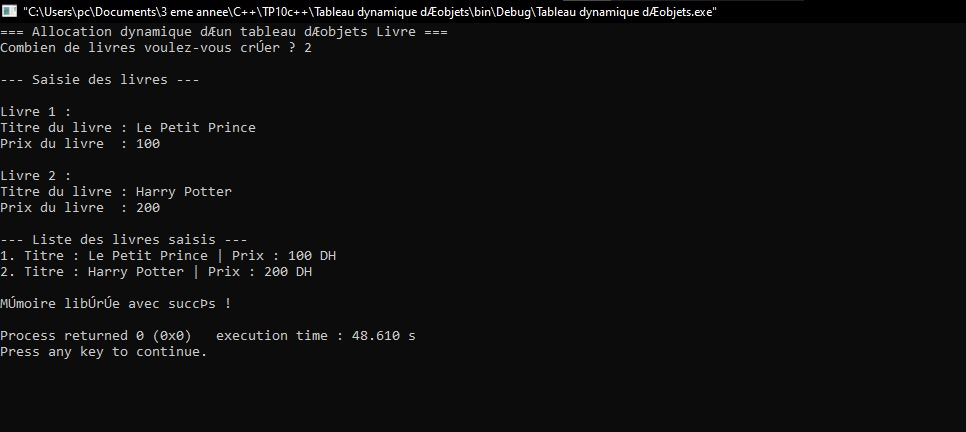 "C:\Users\pc\Documents\3 eme annee\C++\TP10c++\Tableau dynamique dÆobjets\bin\Debug\Tableau dynamique dÆobjets.exe"
=== Allocation dynamique dÆun tableau dÆobjets Livre ===
Combien de livres voulez-vous crÚer ? 2
--- Saisie des livres ---
Livre 1 :
Titre du livre : Le Petit Prince
Prix du livre  : 100
Livre 2 :
Titre du livre : Harry Potter
Prix du livre  : 200
--- Liste des livres saisis ---
1. Titre : Le Petit Prince | Prix : 100 DH
2. Titre : Harry Potter | Prix : 200 DH
MÚmoire libÚrÚe avec succÞs !
Process returned 0 (0x0)   execution time : 48.610 s
Press any key to continue.